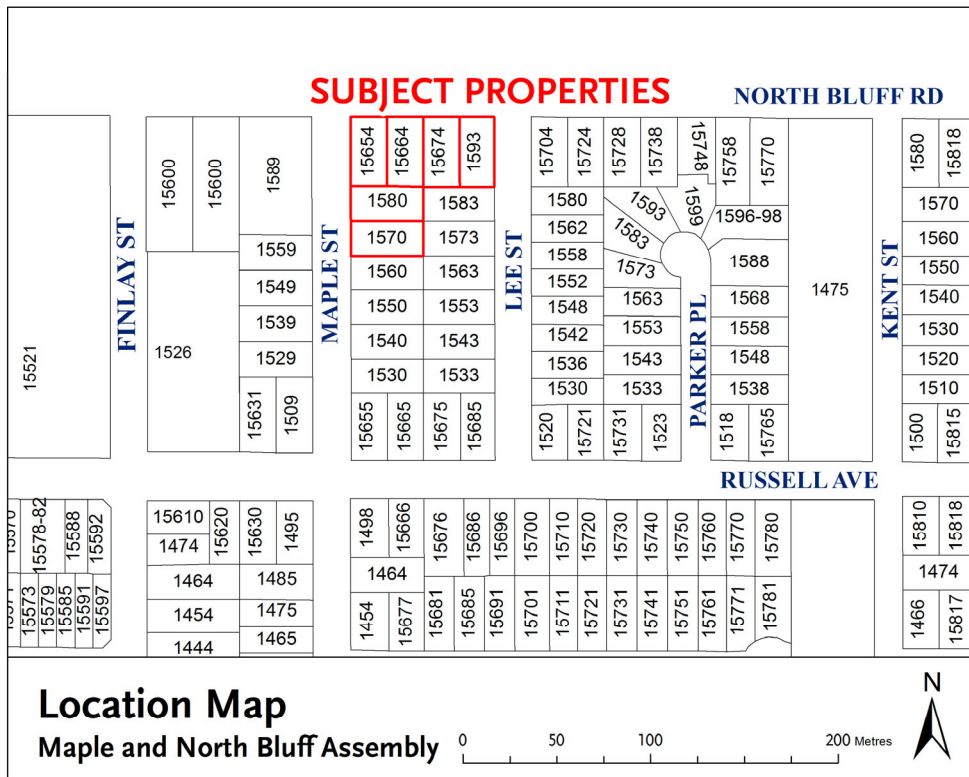 SUBJECT PROPERTIES
NORTH BLUFF RD
15654 15664 15674 1593
15704 15724 15728 15738 15748 15758 15770
1580 15818
15600 15600 1589
1580 1583
1580 1593 1599 1596-98
1570
1570 1573
1562 1583
1560
1559
1560 1563
1558 1573 1588
1550
1549
1550 1553
1552 1563 1568
1475
1540
1539
1540 1543
1548 1553 1558
1530
1526
1529
1530 1533
1542 1543 1548
1520
1536
1530 1533 1538
1510
15521
15631 1509
15655 15665 15675 15685
1520 15721 15731 1523
1518 15765
1500 15815
FINLAY ST
MAPLE ST
LEE ST
PARKER PL
KENT ST
RUSSELL AVE
15578-82 15588 15592
15610 15620 15630 1495
1474
1498 15666 15676 15686 15696 15700 15710 15720 15730 15740 15750 15760 15770 15780
15810 15818
15573 15579 15585 15591 15597
1464 1485
1464
1474
1454 1475
1454 15677 15681 15685 15691 15701 15711 15721 15731 15741 15751 15761 15771 15781
1466 15817
1444 1465
Location Map
Maple and North Bluff Assembly
0 50 100 200 Metres
N